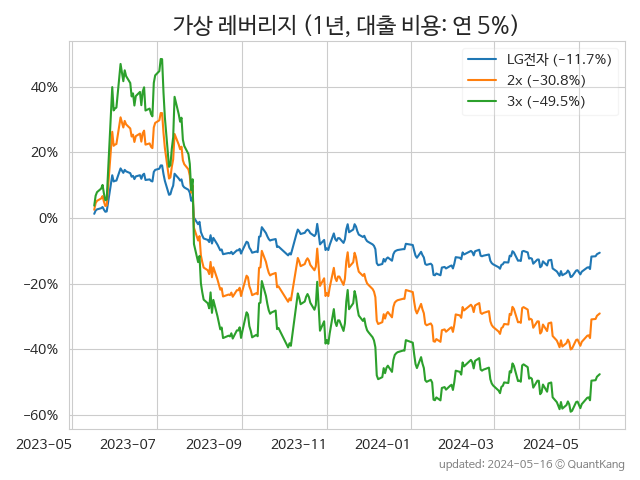 가상 레버리지 (1년, 대출 비용: 연 5%)
LG전자 (−11.7%)
2x (−30.8%)
3x (−49.5%)
40%
20%
0%
−20%
−40%
−60%
2023-05 2023-07 2023-09 2023-11 2024-01 2024-03 2024-05
updated: 2024-05-16 © QuantKang